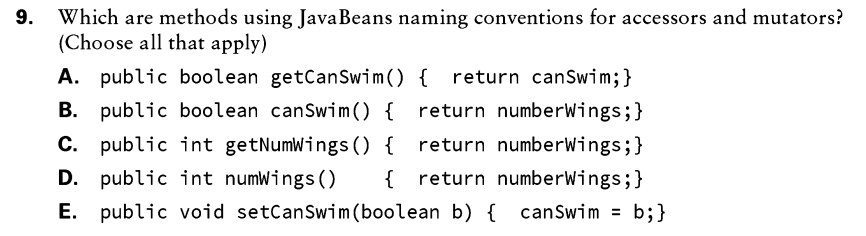 9. Which are methods using JavaBeans naming conventions for accessors and mutators?
(Choose all that apply)
A. public boolean getCanSwim() { return canSwim;}
B. public boolean canSwim() { return numberWings;}
C. public int getNumWings() { return numberWings;}
D. public int numWings() { return numberWings;}
E. public void setCanSwim(boolean b) { canSwim = b;}